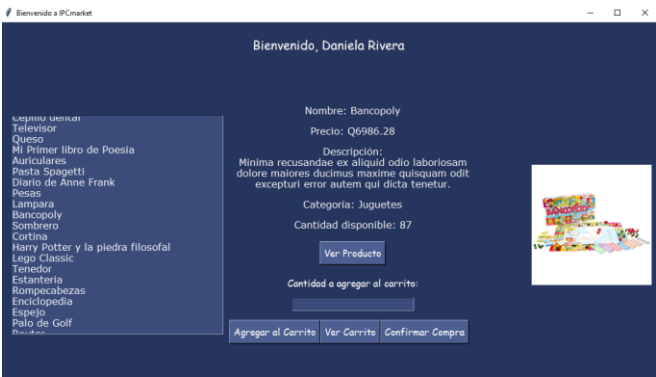 Bienvenido a IPCmarket
Bienvenido, Daniela Rivera
Cepillo dental
Televisor
Queso
Mi Primer libro de Poesia
Auriculares
Pasta Spagetti
Diario de Anne Frank
Pesas
Lampara
Bancopoly
Sombrero
Cortina
Harry Potter y la piedra filosofal
Lego Classic
Tenedor
Estanteria
Rompecabezas
Enciclopedia
Espejo
Palo de Golf
Nombre: Bancopoly
Precio: Q6986.28
Descripción:
Minima recusandae ex aliquid odio laboriosam
dolore maiores ducimus maxime quisquam odit
excepturi error autem qui dicta tenetur.
Categoría: Juguetes
Cantidad disponible: 87
Ver Producto
Cantidad a agregar al carrito:
Agregar al Carrito
Ver Carrito
Confirmar Compra
BANCOPOLY